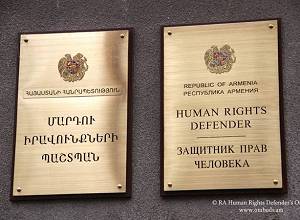 ՀԱՅԱՍՏԱՆԻ ՀԱՆՐԱՊԵՏՈՒԹՅՈՒՆ
ՄԱՐԴՈՒ
ԻՐԱՎՈՒՆՔՆԵՐԻ
ՊԱՇՏՊԱՆ
REPUBLIC OF ARMENIA
РЕСПУБЛИКА АРМЕНИЯ
HUMAN RIGHTS
DEFENDER
ЗАЩИТНИК ПРАВ
ЧЕЛОВЕКА
© RA Human Rights Defender's O
www.ombuds.am